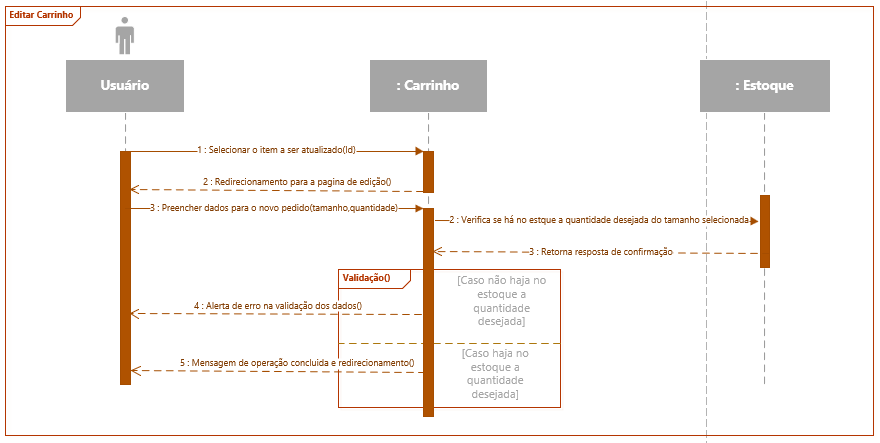 Editar Carrinho
Usuário
: Carrinho
: Estoque
1 : Selecionar o item a ser atualizado(Id)
2 : Redirecionamento para a pagina de edição()
3 : Preencher dados para o novo pedido(tamanho,quantidade)
2 : Verifica se há no estque a quantidade desejada do tamanho selecionada
3 : Retorna resposta de confirmação
Validação()
[Caso não haja no
estoque a
quantidade
desejada]
4 : Alerta de erro na validação dos dados()
[Caso haja no
estoque a
quantidade
desejada]
5 : Mensagem de operação concluida e redirecionamento()